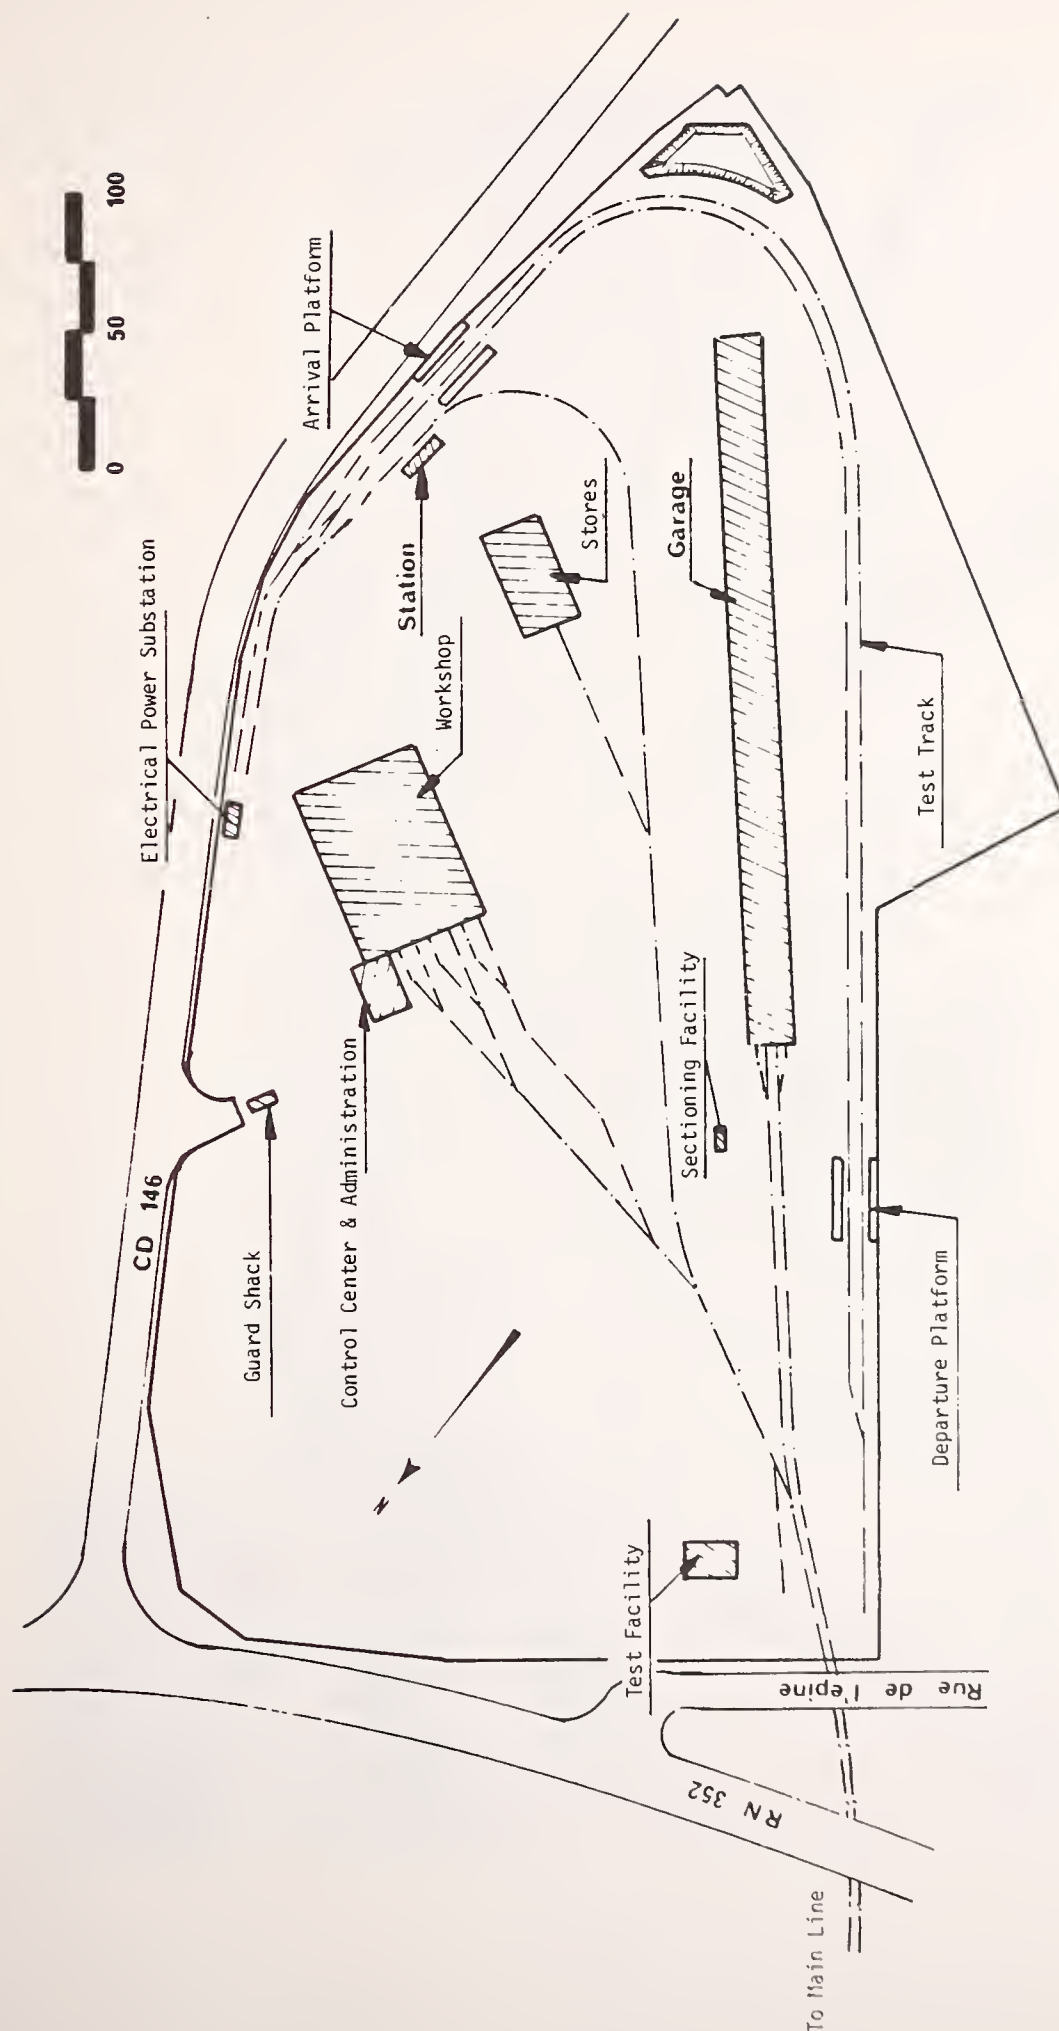 0 50 100
Arrival Platform
Electrical Power Substation
Station
Stores
Garage
Workshop
CD 146
Guard Shack
Control Center & Administration
Sectioning Facility
Test Track
N
Departure Platform
Test Facility
Rue de l'epine
RN 352
To Main Line